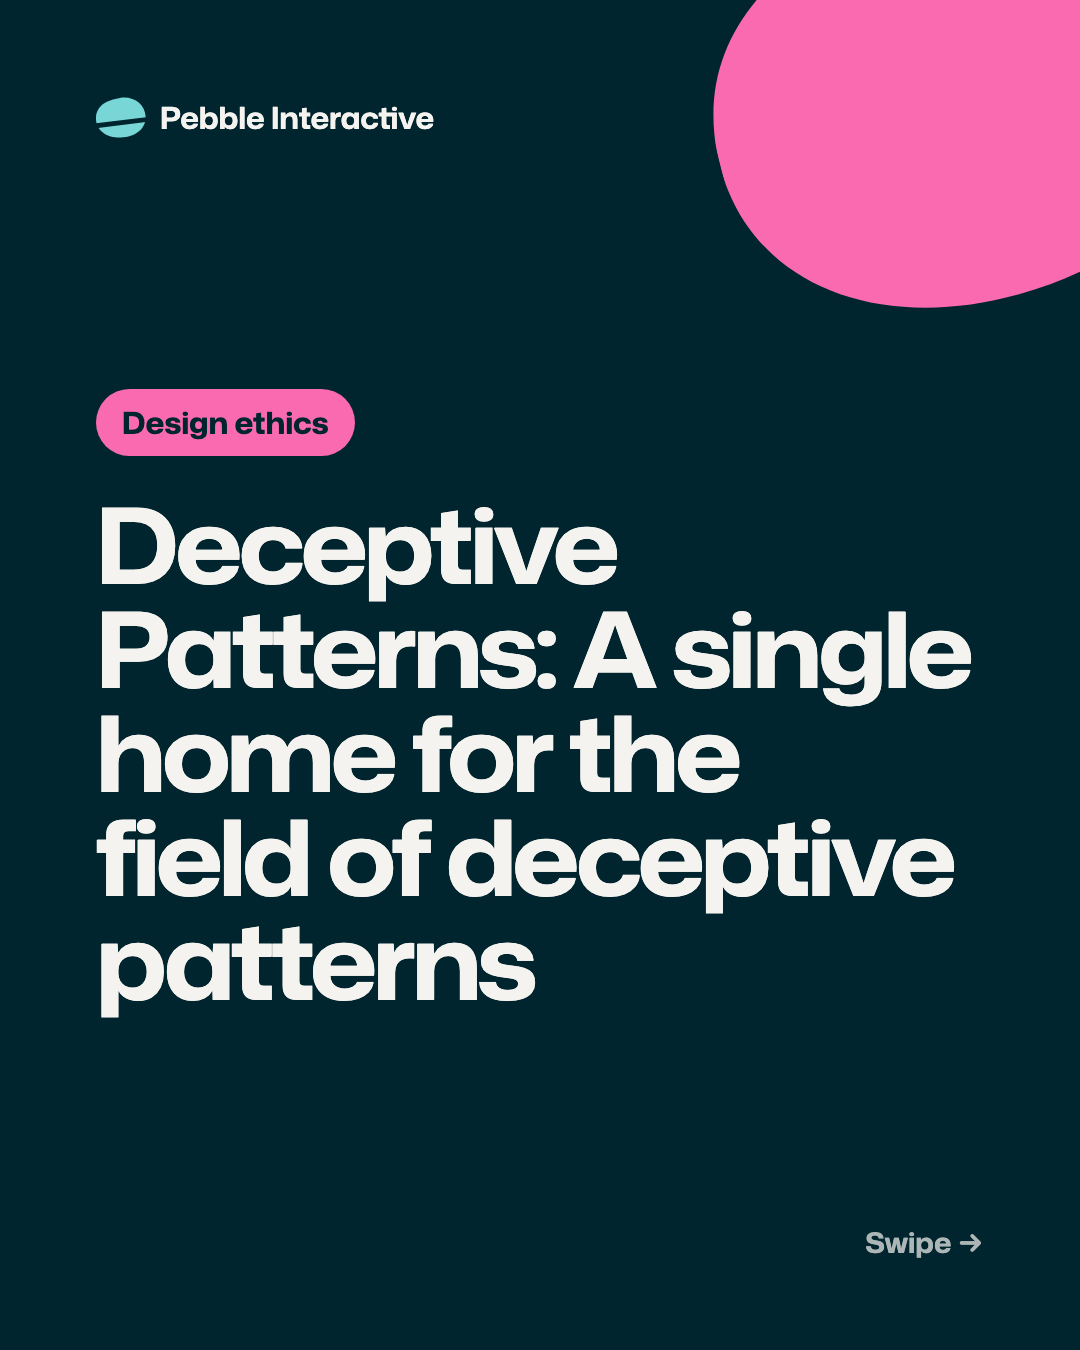 Pebble Interactive
Design ethics
Deceptive
Patterns: A single
home for the
field of deceptive
patterns
Swipe →